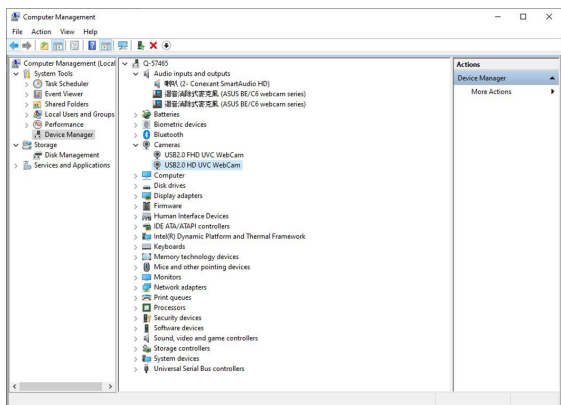 Computer Management
File Action View Help
Computer Management (Local
System Tools
Task Scheduler
Event Viewer
Shared Folders
Local Users and Groups
Performance
Device Manager
Storage
Disk Management
Services and Applications
Q-57465
Audio inputs and outputs
喇叭 (2- Conexant SmartAudio HD)
(ASUS BE/C6 webcam series)
(ASUS BE/C6 webcam series)
Batteries
Biometric devices
Bluetooth
Cameras
USB2.0 FHD UVC WebCam
USB2.0 HD UVC WebCam
Computer
Disk drives
Display adapters
Firmware
Human Interface Devices
IDE ATA/ATAPI controllers
Intel(R) Dynamic Platform and Thermal Framework
Keyboards
Memory technology devices
Mice and other pointing devices
Monitors
Network adapters
Print queues
Processors
Security devices
Software devices
Sound, video and game controllers
Storage controllers
System devices
Universal Serial Bus controllers
Actions
Device Manager
More Actions